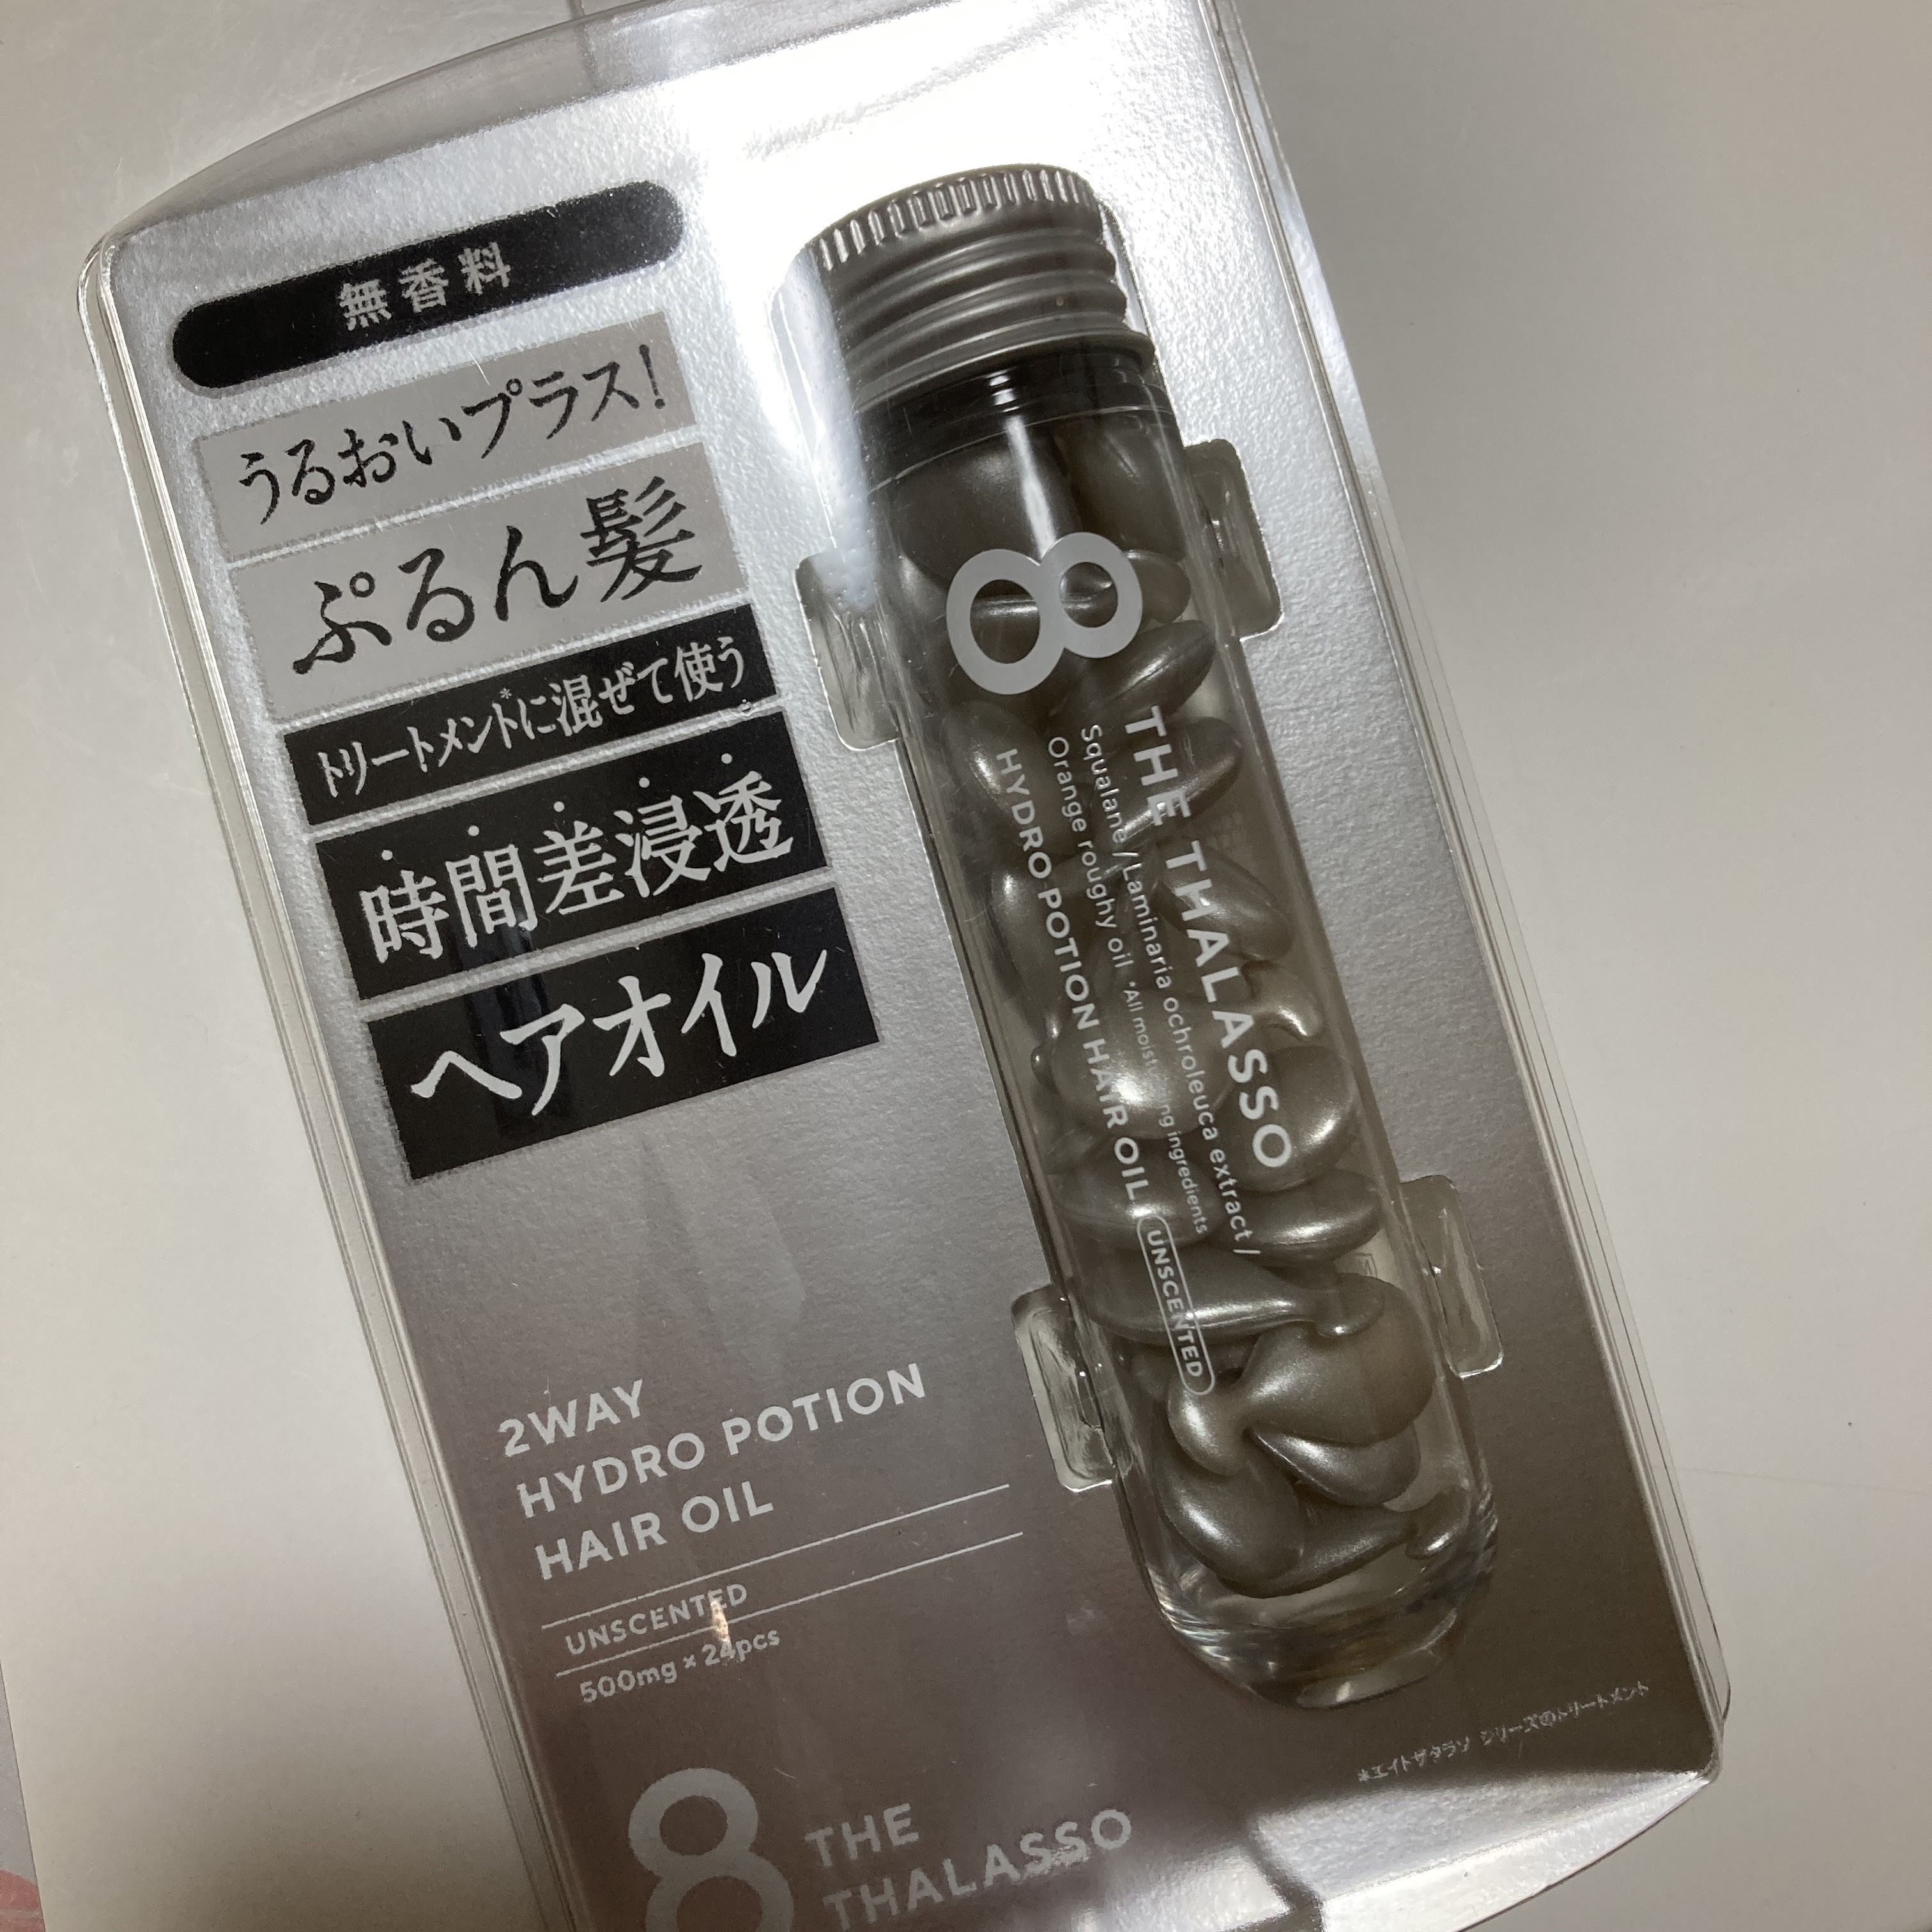 無香料
うるおいプラス!
ぷるん髪
トリートメント*に混ぜて使う
時間差浸透
ヘアオイル
8
THE THALASSO
Squalane / Laminaria ochroleuca extract /
Orange roughy oil *All moist ng ingredients
HYDRO POTION HAIR OIL UNSCENTED
2WAY
HYDRO POTION
HAIR OIL
UNSCENTED
500mg × 24pcs
*エイトザタラソ シリーズのトリートメント
8 THE
THALASSO